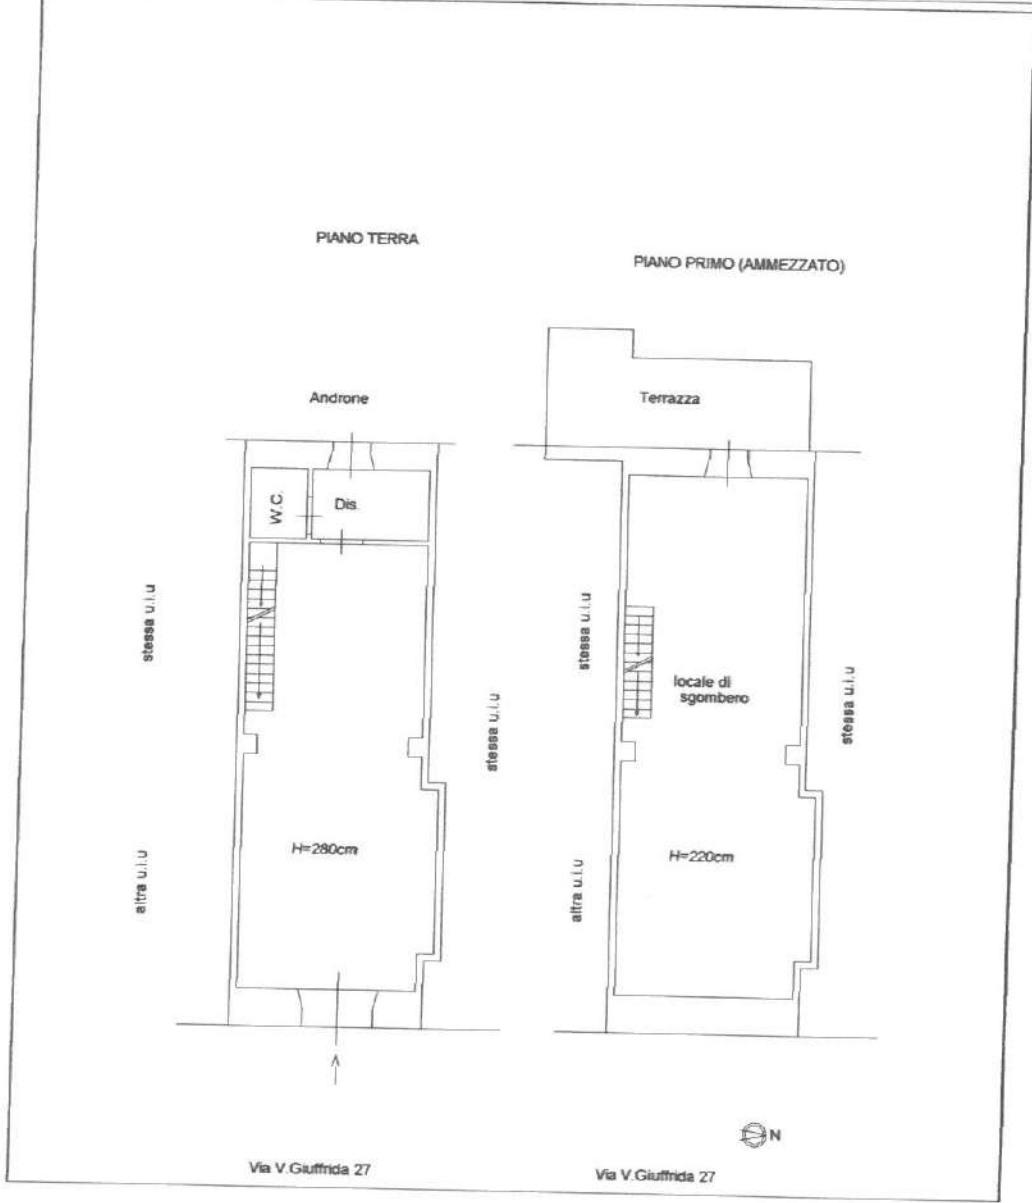 PIANO TERRA
PIANO PRIMO (AMMEZZATO)
Androne
Terrazza
W.C.
Dis.
stessa u.i.u
stessa u.i.u
locale di
sgombero
stessa u.i.u
stessa u.i.u
H=280cm
H=220cm
altra u.i.u
altra u.i.u
N
Via V.Giuffrida 27
Via V.Giuffrida 27